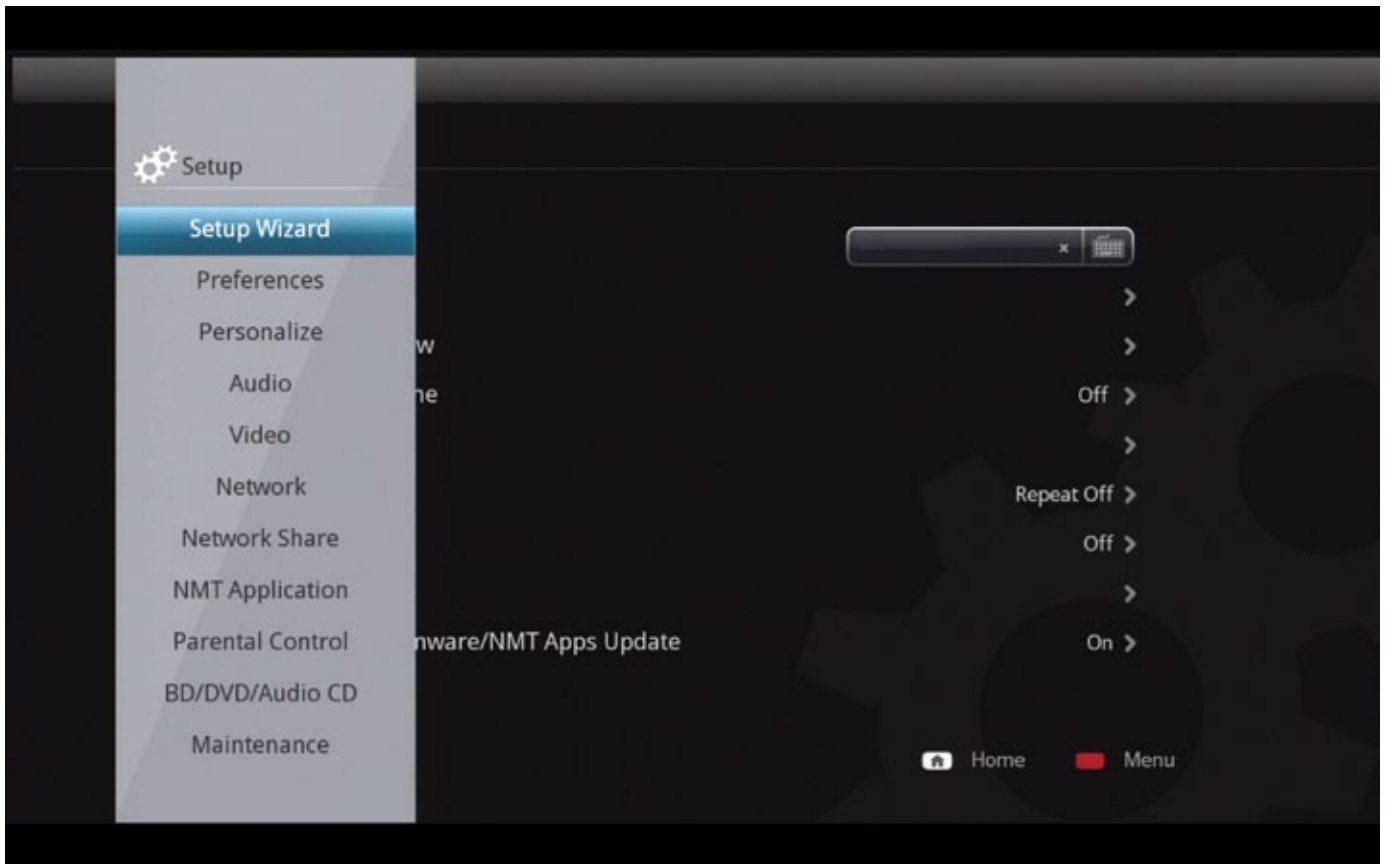 Setup
Setup Wizard
Preferences
Personalize
Audio
Video
Network
Network Share
NMT Application
Parental Control
BD/DVD/Audio CD
Maintenance
w
ne Off
Repeat Off
Off
nware/NMT Apps Update On
Home Menu